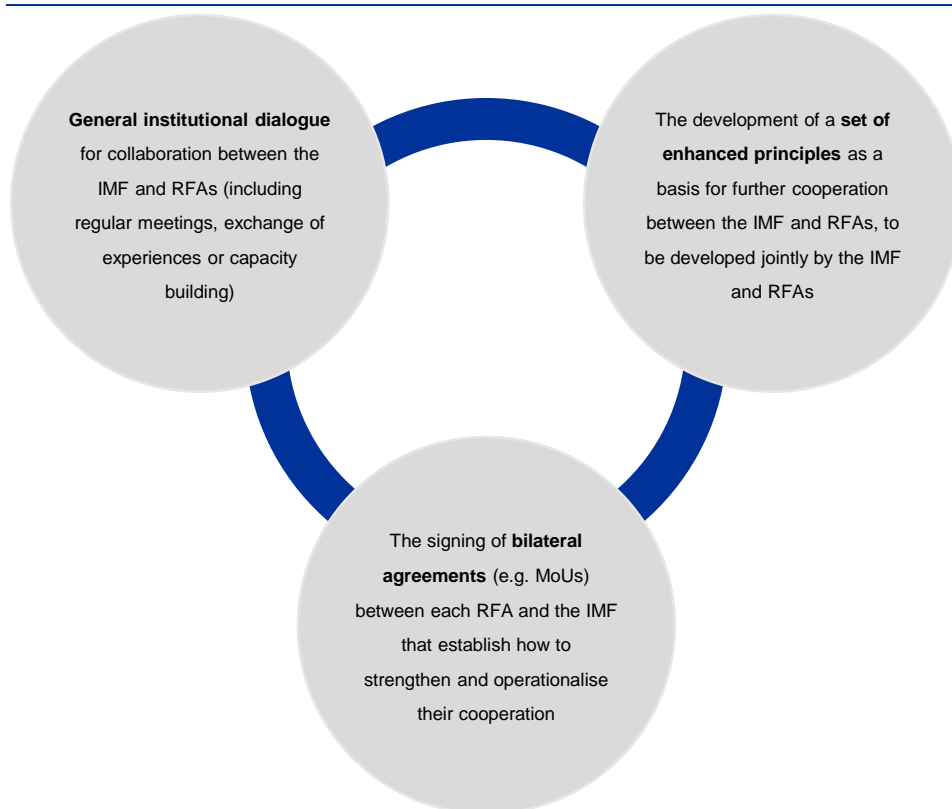 General institutional dialogue
for collaboration between the
IMF and RFAs (including
regular meetings, exchange of
experiences or capacity
building)
The development of a set of
enhanced principles as a
basis for further cooperation
between the IMF and RFAs, to
be developed jointly by the IMF
and RFAs
The signing of bilateral
agreements (e.g. MoUs)
between each RFA and the IMF
that establish how to
strengthen and operationalise
their cooperation